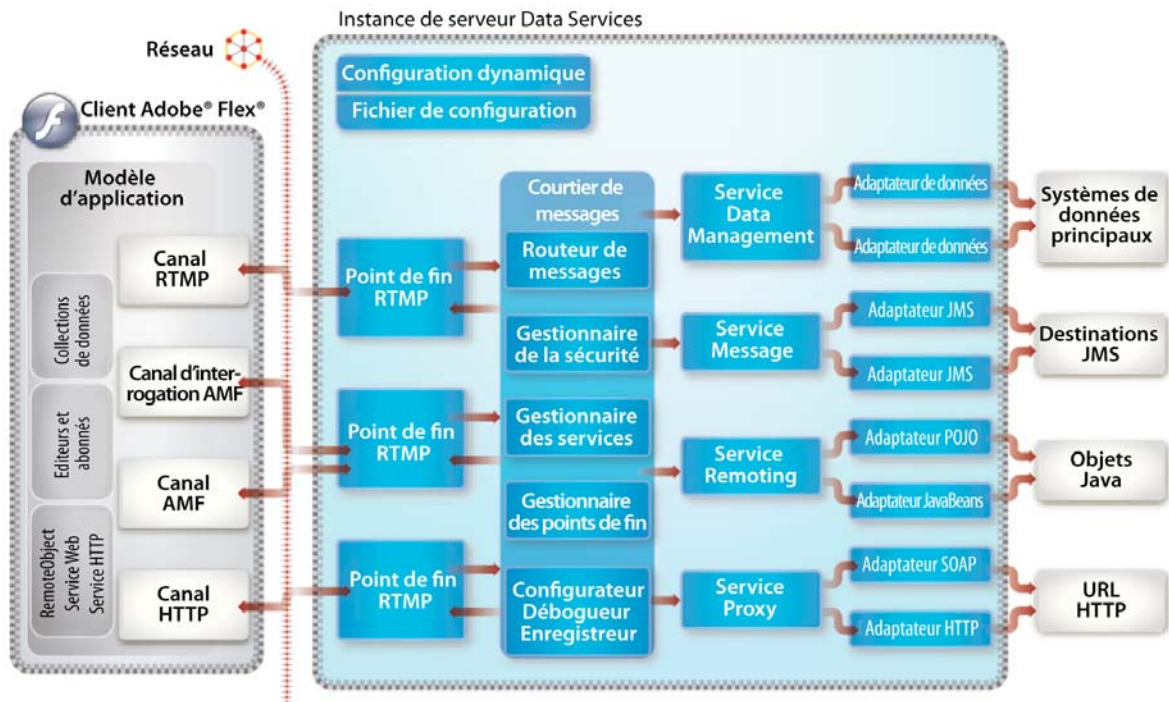 Instance de serveur Data Services
Réseau
Configuration dynamique
Fichier de configuration
Client Adobe® Flex®
Modèle
d'application
Collections
de données
Editeurs et
abonnés
RemoteObject
Service Web
Service HTTP
Canal
RTMP
Canal d'inter-
rogation AMF
Canal
AMF
Canal
HTTP
Point de fin
RTMP
Point de fin
RTMP
Point de fin
RTMP
Courtier de
messages
Routeur de
messages
Gestionnaire
de la sécurité
Gestionnaire
des services
Gestionnaire
des points de fin
Configurateur
Débogueur
Enregistreur
Service
Data
Management
Service
Message
Service
Remoting
Service
Proxy
Adaptateur de données
Adaptateur de données
Adaptateur JMS
Adaptateur JMS
Adaptateur POJO
Adaptateur JavaBeans
Adaptateur SOAP
Adaptateur HTTP
Systèmes de
données
principaux
Destinations
JMS
Objets
Java
URL
HTTP